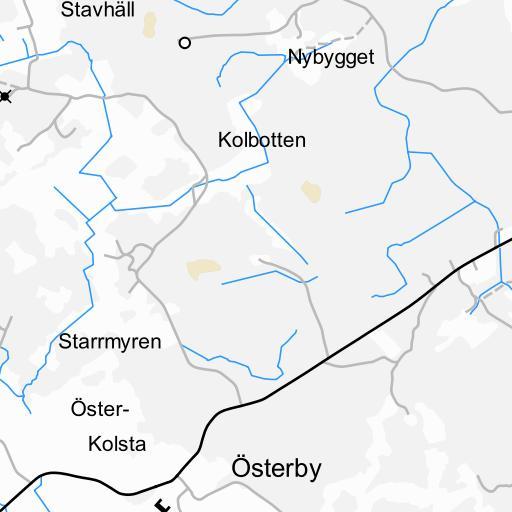 Stavhäll
Nybygget
Kolbotten
Starrmyren
Öster-
Kolsta
Österby